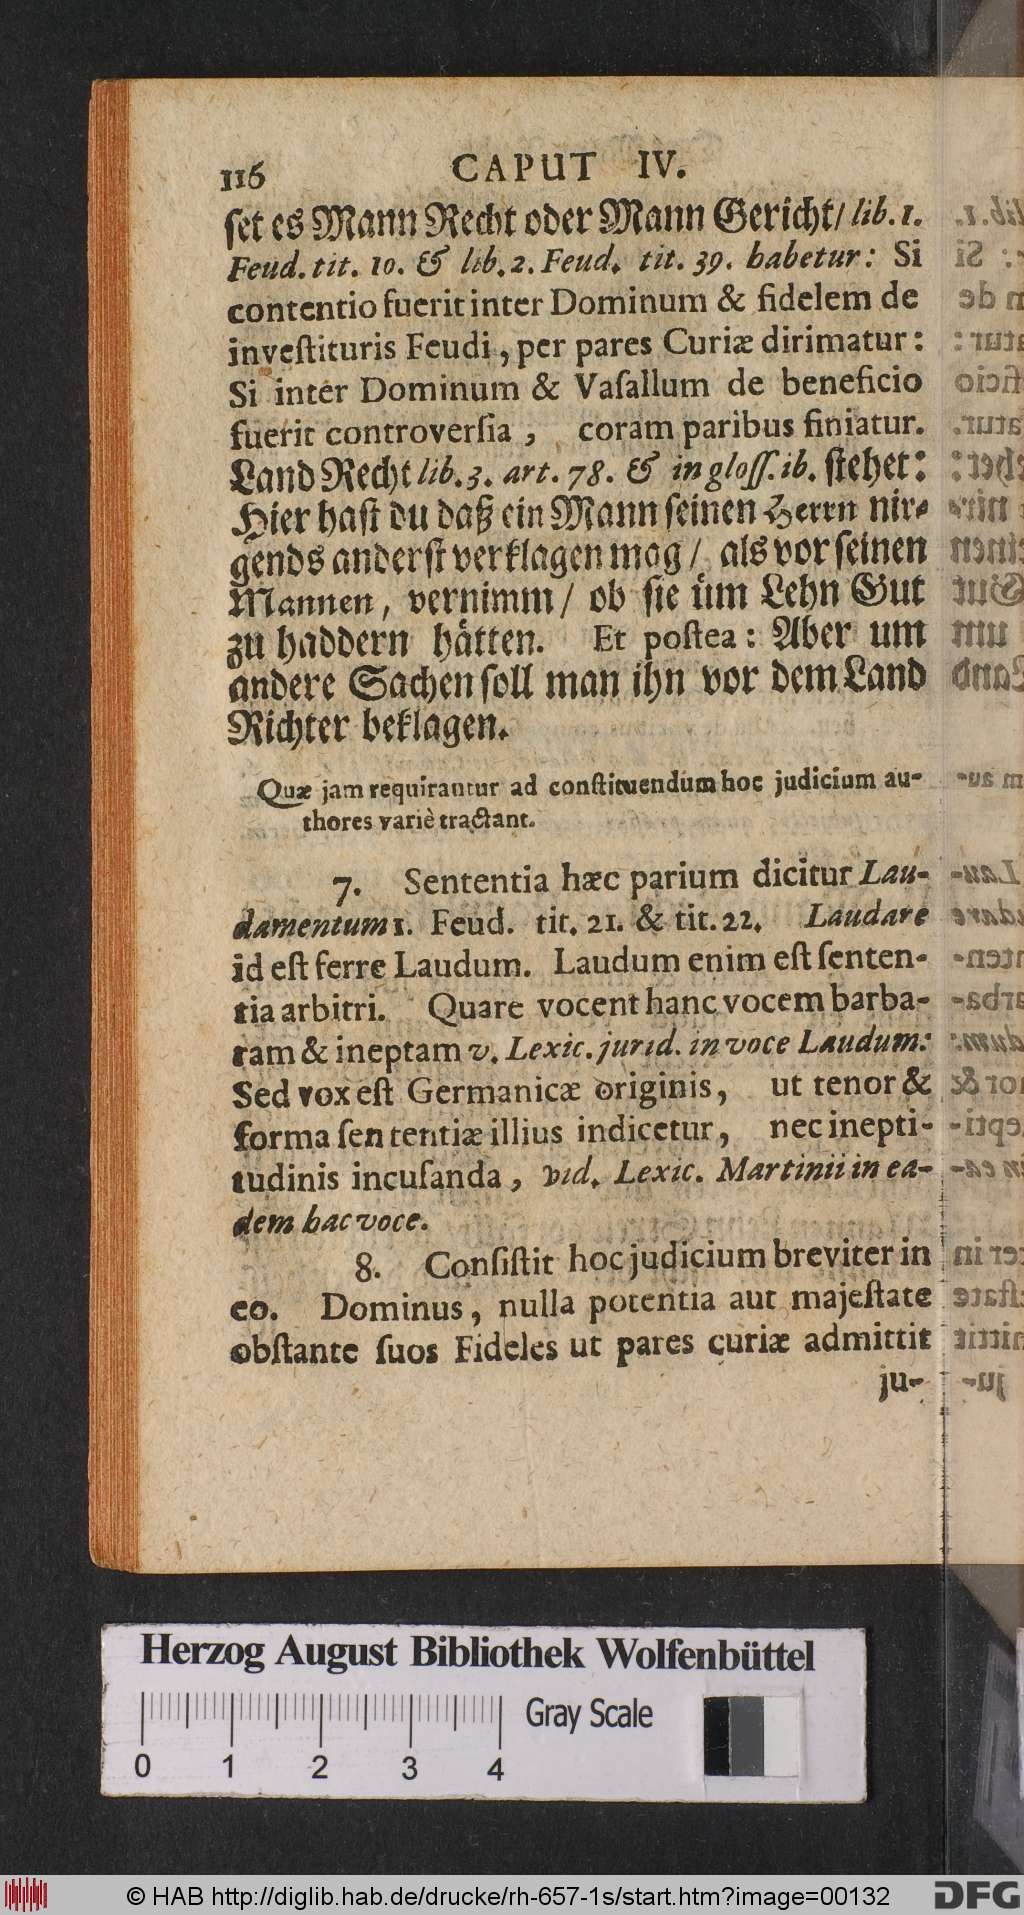 116 CAPUT IV.
ſet es Mann Recht oder Mann Gericht/ lib. 1.
Feud. tit. 10. & lib. 2. Feud. tit. 39. habetur: Si
contentio fuerit inter Dominum & fidelem de
inveſtituris Feudi, per pares Curiæ dirimatur:
Si inter Dominum & Vaſallum de beneficio
fuerit controverſia, coram paribus finiatur.
Land Recht lib. 3. art. 78. & in gloſſ. ib. ſtehet:
Hier haſt du daß ein Mann ſeinen Herrn nir-
gends anderſt verklagen mag/ als vor ſeinen
Mannen, vernimm/ ob ſie üm Lehn Gut
zu haddern hätten. Et poſtea: Aber um
andere Sachen ſoll man ihn vor dem Land
Richter beklagen.
Quæ jam requirantur ad conſtituendum hoc judicium au-
thores variè tractant.
7. Sententia hæc parium dicitur Lau-
damentum 1. Feud. tit. 21. & tit. 22. Laudare
id eſt ferre Laudum. Laudum enim eſt ſenten-
tia arbitri. Quare vocent hanc vocem barba-
ram & ineptam v. Lexic. jurid. in voce Laudum:
Sed vox eſt Germanicæ originis, ut tenor &
forma ſententiæ illius indicetur, nec inepti-
tudinis incuſanda, vid. Lexic. Martinii in ea-
dem hac voce.
8. Conſiſtit hoc judicium breviter in
eo. Dominus, nulla potentia aut majeſtate
obſtante ſuos Fideles ut pares curiæ admittit
ju-
Herzog August Bibliothek Wolfenbüttel
Gray Scale
0 1 2 3 4
© HAB http://diglib.hab.de/drucke/rh-657-1s/start.htm?image=00132
DFG